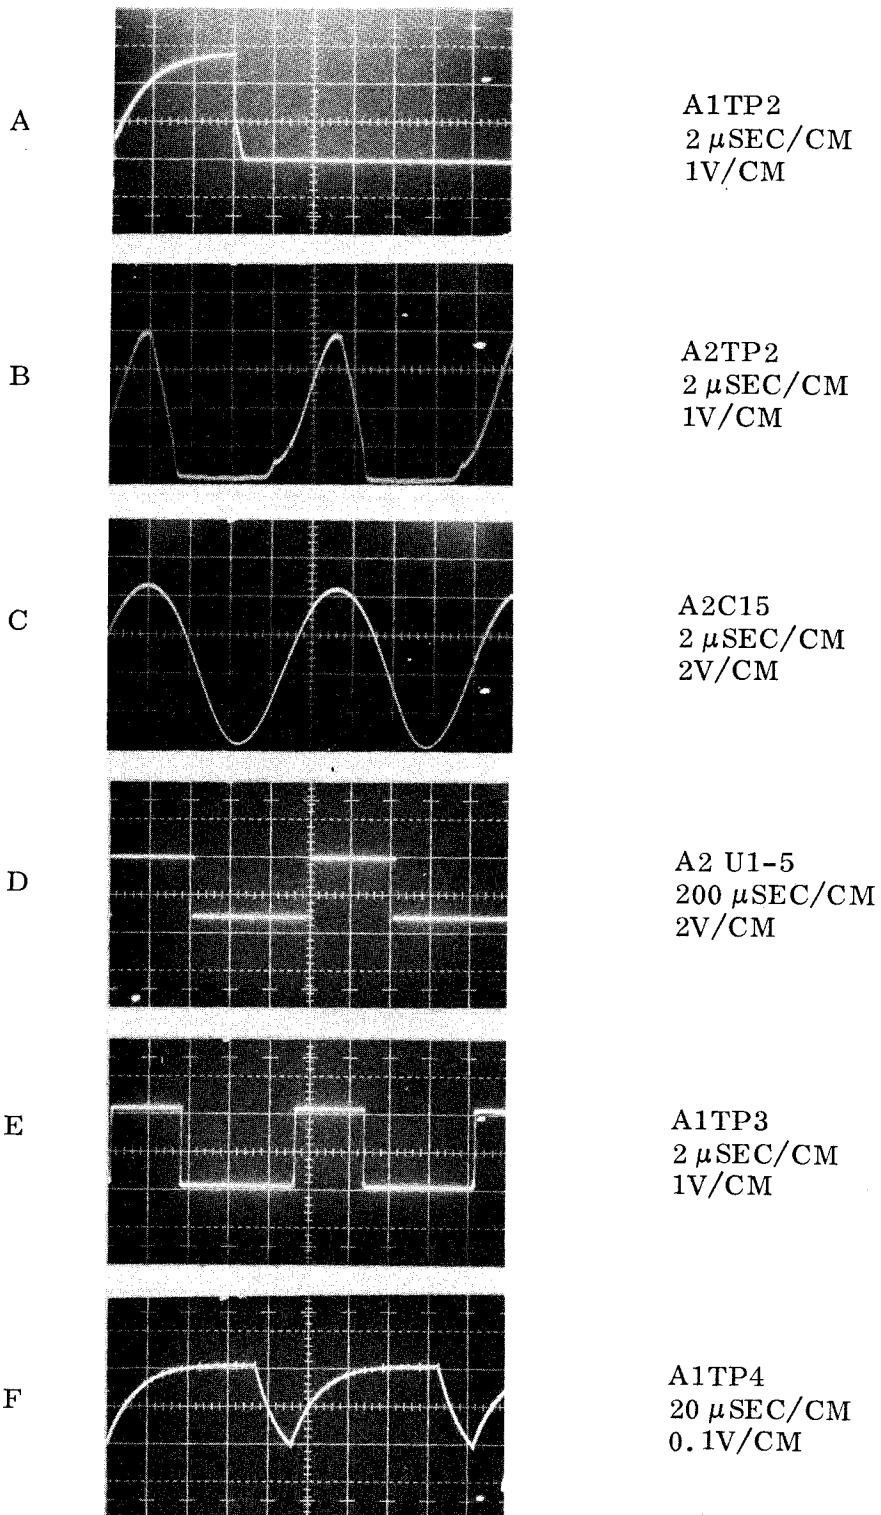 A
A1TP2
2 μSEC/CM
1V/CM
B
A2TP2
2 μSEC/CM
1V/CM
C
A2C15
2 μSEC/CM
2V/CM
D
A2 U1-5
200 μSEC/CM
2V/CM
E
A1TP3
2 μSEC/CM
1V/CM
F
A1TP4
20 μSEC/CM
0.1V/CM